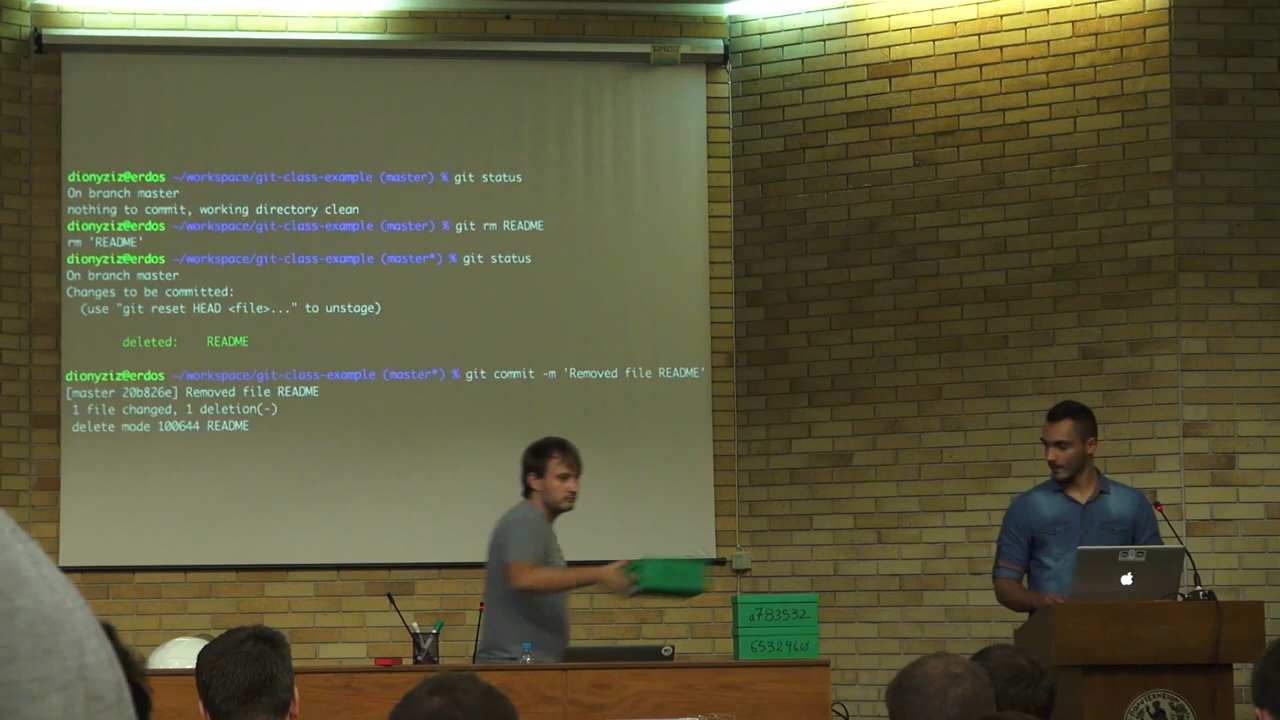 dionyziz@erdos ~/workspace/git-class-example (master) % git status
On branch master
nothing to commit, working directory clean
dionyziz@erdos ~/workspace/git-class-example (master) % git rm README
rm 'README'
dionyziz@erdos ~/workspace/git-class-example (master*) % git status
On branch master
Changes to be committed:
(use "git reset HEAD <file>..." to unstage)
deleted: README
dionyziz@erdos ~/workspace/git-class-example (master*) % git commit -m 'Removed file README'
[master 20b826e] Removed file README
1 file changed, 1 deletion(-)
delete mode 100644 README
a783532
6532460